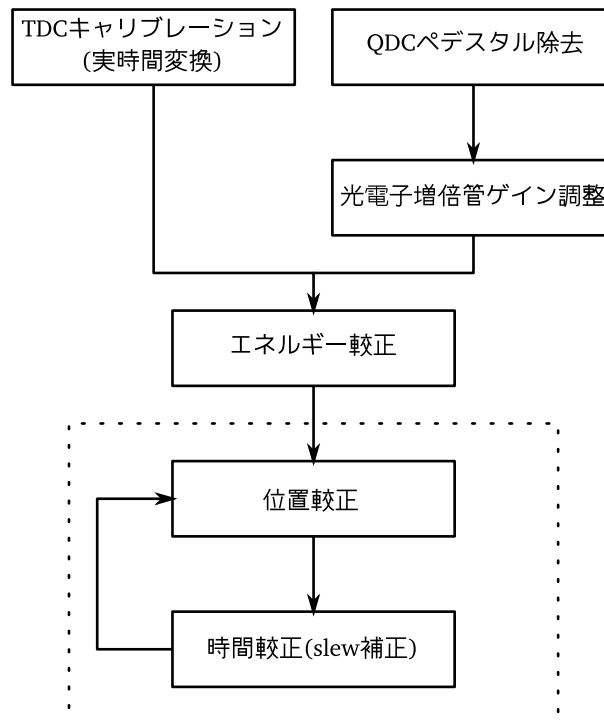 TDCキャリブレーション
(実時間変換)
QDCペデスタル除去
光電子増倍管ゲイン調整
エネルギー較正
位置較正
時間較正(slew補正)